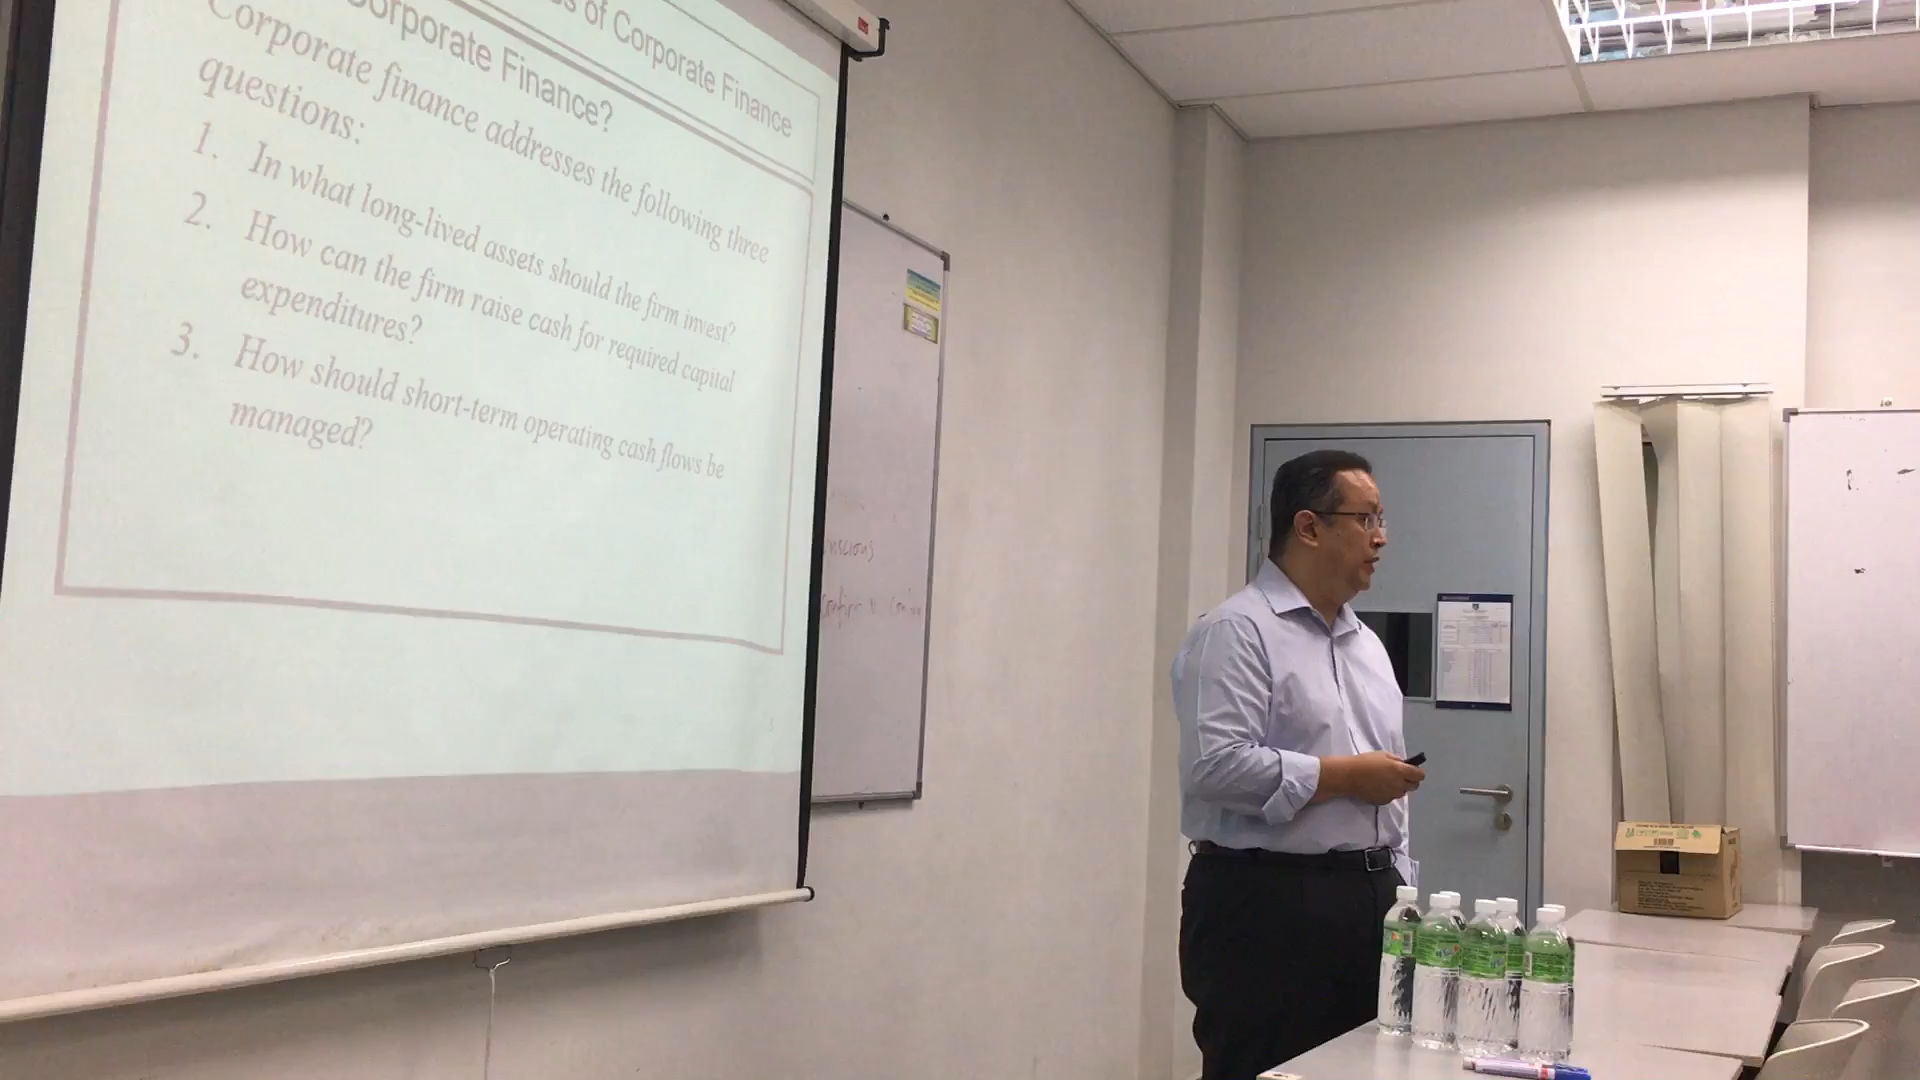 of Corporate Finance
Corporate Finance?
Corporate finance addresses the following three
questions:
1. In what long-lived assets should the firm invest?
2. How can the firm raise cash for required capital
expenditures?
3. How should short-term operating cash flows be
managed?